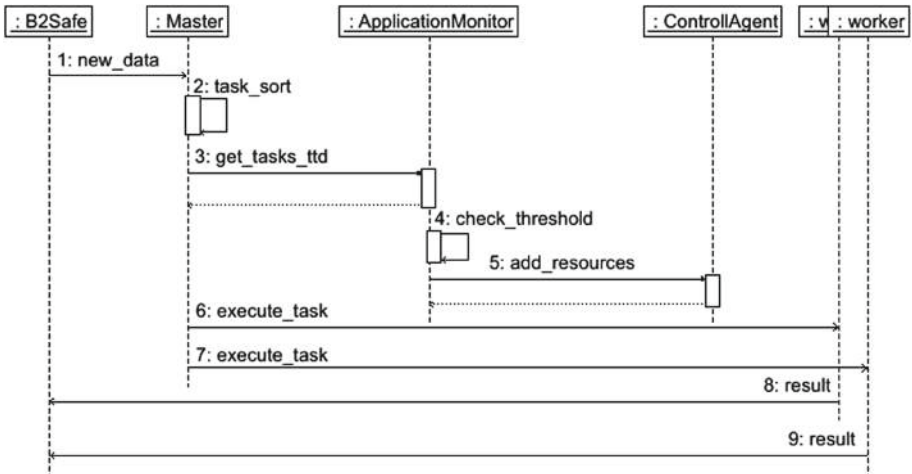 : B2Safe
: Master
: ApplicationMonitor
: ControllAgent
: w
: worker
1: new_data
2: task_sort
3: get_tasks_ttd
4: check_threshold
5: add_resources
6: execute_task
7: execute_task
8: result
9: result